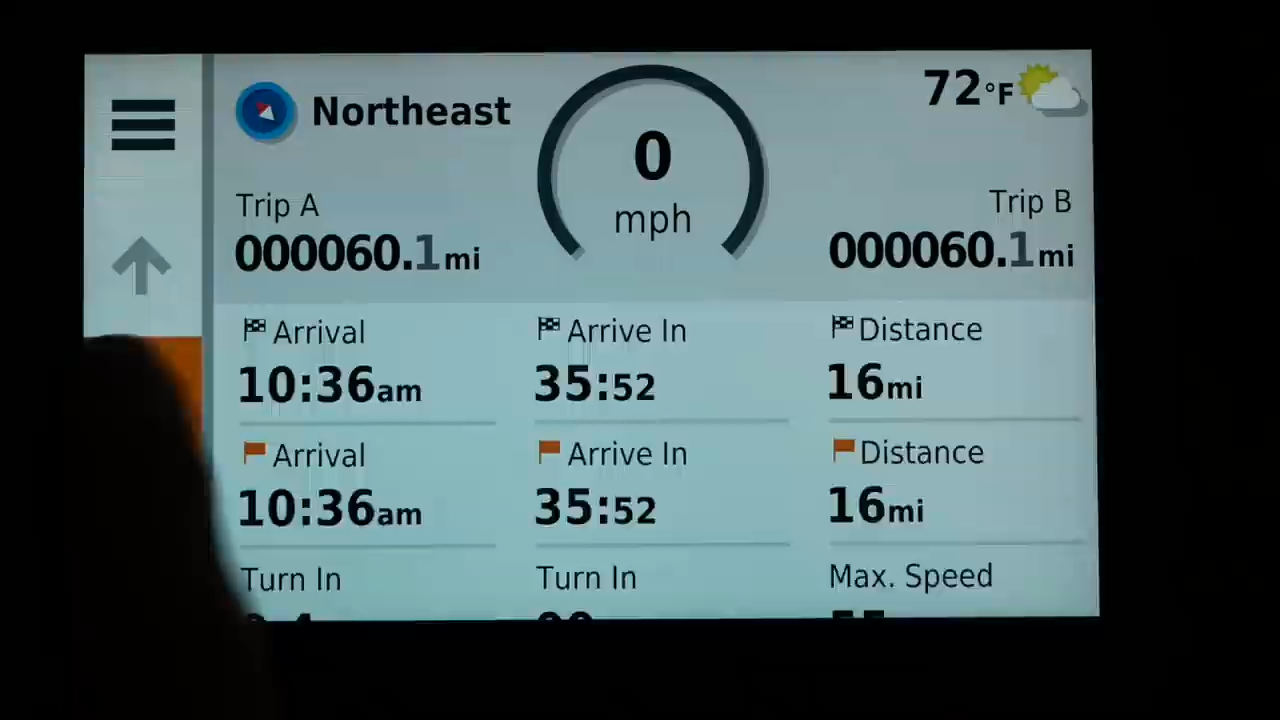 Northeast
0
mph
72°F
Trip A
000060.1mi
Trip B
000060.1mi
Arrival
10:36am
Arrive In
35:52
Distance
16mi
Arrival
10:36am
Arrive In
35:52
Distance
16mi
Turn In
Turn In
Max. Speed